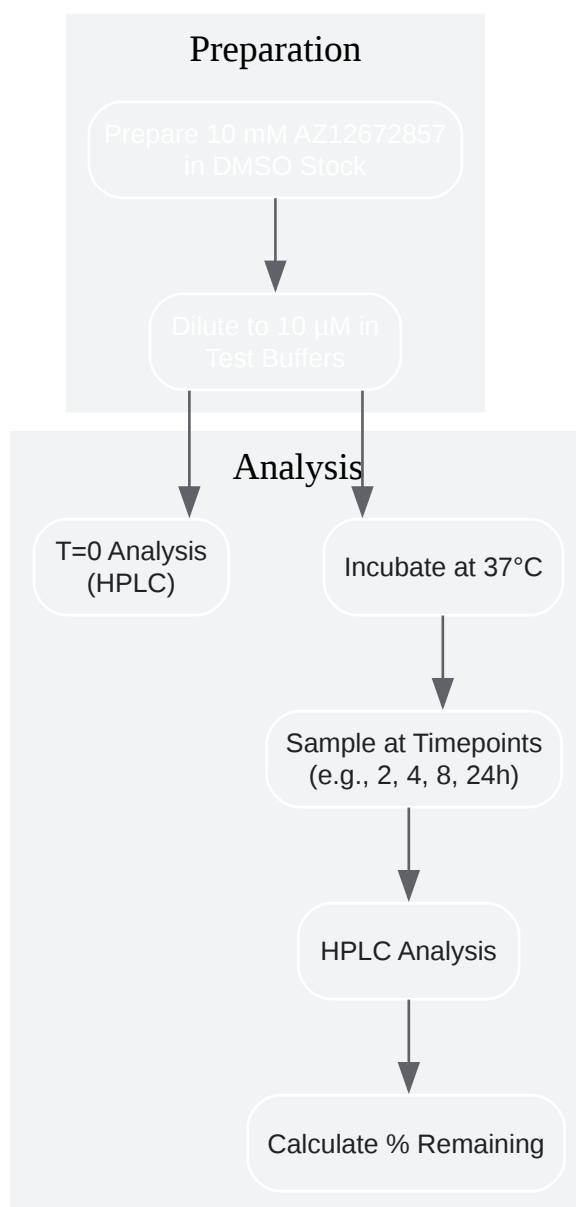 Preparation
Prepare 10 mM AZ12672857
in DMSO Stock
Dilute to 10 µM in
Test Buffers
Analysis
T=0 Analysis
(HPLC)
Incubate at 37°C
Sample at Timepoints
(e.g., 2, 4, 8, 24h)
HPLC Analysis
Calculate % Remaining